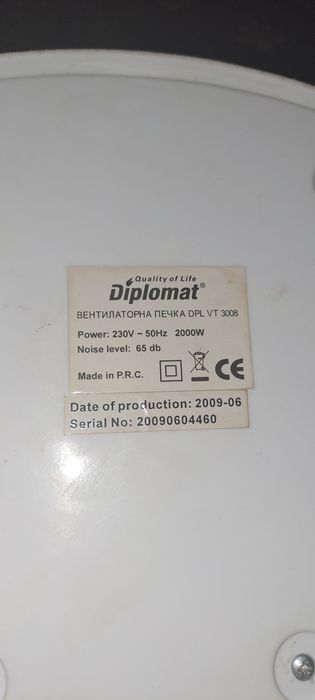 Quality of Life
Diplomat®
ВЕНТИЛАТОРНА ПЕЧКА DPL VT 3008
Power: 230V ~ 50Hz 2000W
Noise level: 65 db
Made in P.R.C. CE
Date of production: 2009-06
Serial No: 20090604460